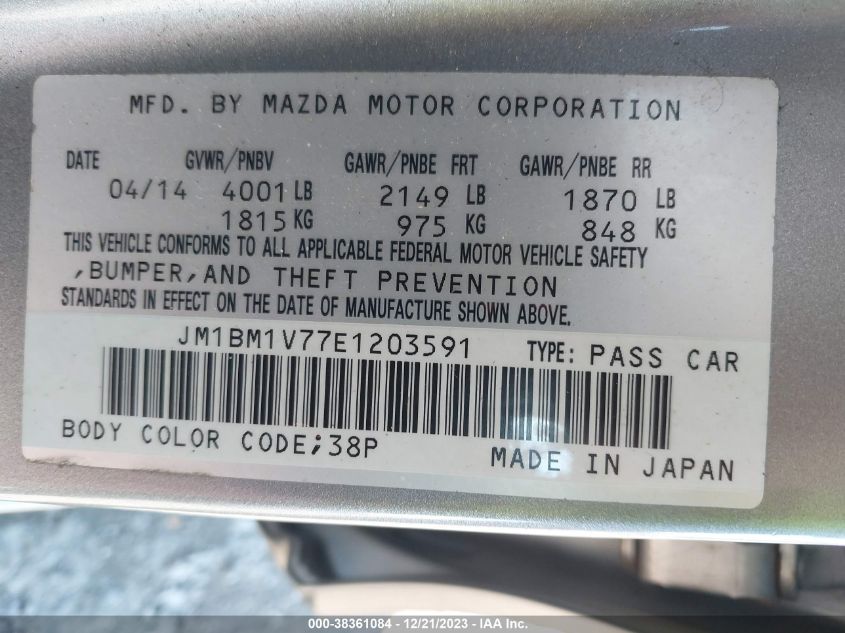 MFD. BY MAZDA MOTOR CORPORATION
DATE GVWR/PNBV GAWR/PNBE FRT GAWR/PNBE RR
04/14 4001 LB 2149 LB 1870 LB
1815 KG 975 KG 848 KG
THIS VEHICLE CONFORMS TO ALL APPLICABLE FEDERAL MOTOR VEHICLE SAFETY
,BUMPER,AND THEFT PREVENTION
STANDARDS IN EFFECT ON THE DATE OF MANUFACTURE SHOWN ABOVE.
JM1BM1V77E1203591 TYPE: PASS CAR
BODY COLOR CODE;38P
MADE IN JAPAN
000-38361084 - 12/21/2023 - IAA Inc.